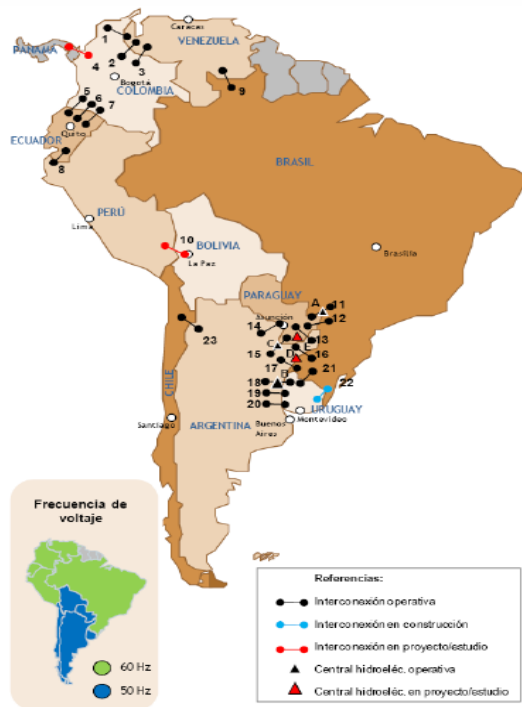 Caracas
1
VENEZUELA
PANAMA
2
3
4
Bogotá
COLOMBIA
9
5
6
7
Quito
ECUADOR
8
BRASIL
PERÚ
Lima
10
BOLIVIA
La Paz
Brasilia
PARAGUAY
A
11
Asunción
12
14
23
13
C
E
15
D
16
17
21
B
18
22
19
20
URUGUAY
CHILE
Santiago
ARGENTINA
Buenos
Aires
Montevideo
Frecuencia de
voltaje
60 Hz
50 Hz
Referencias:
Interconexión operativa
Interconexión en construcción
Interconexión en proyecto/estudio
Central hidroeléc. operativa
Central hidroeléc. en proyecto/estudio